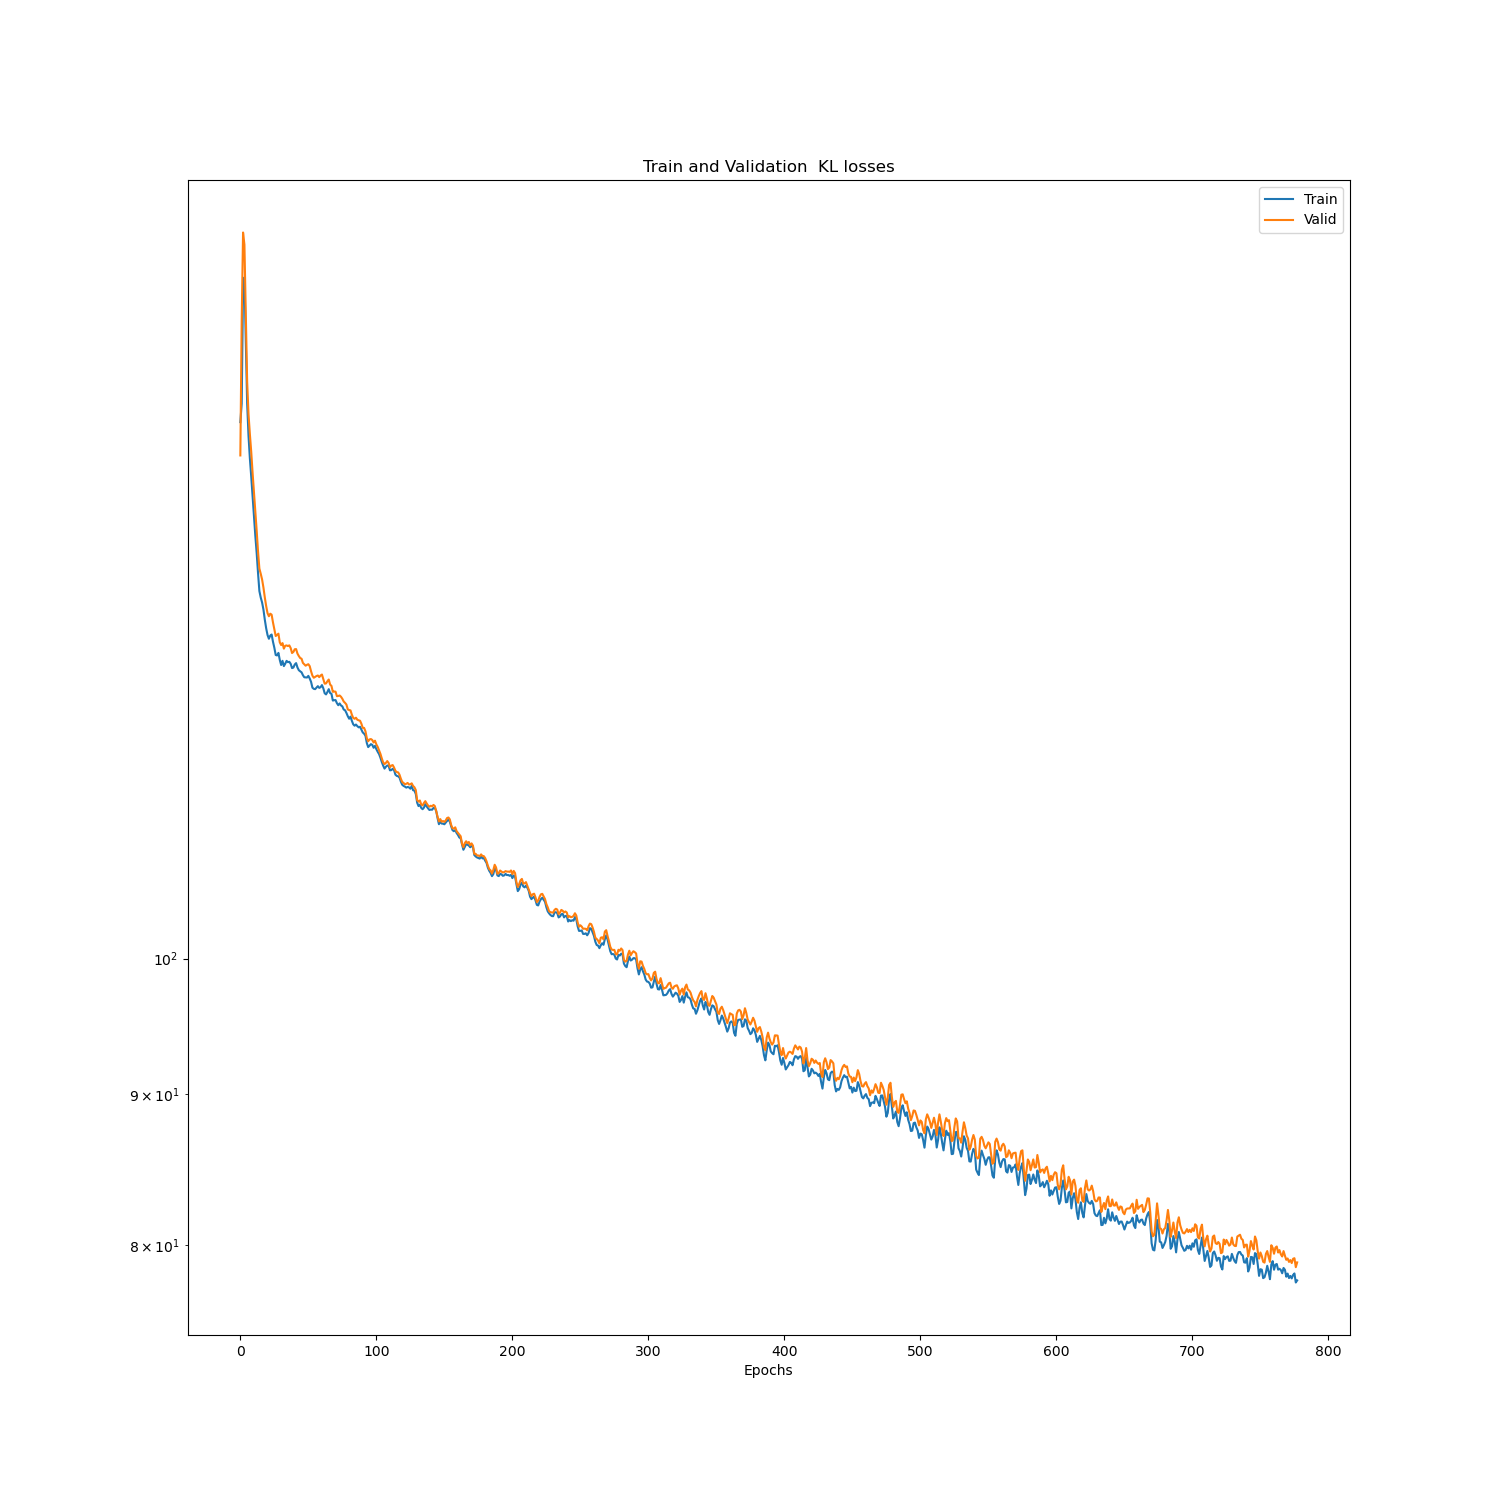 Train and Validation  KL losses
Train
Valid
10²
9 × 10¹
8 × 10¹
0 100 200 300 400 500 600 700 800
Epochs